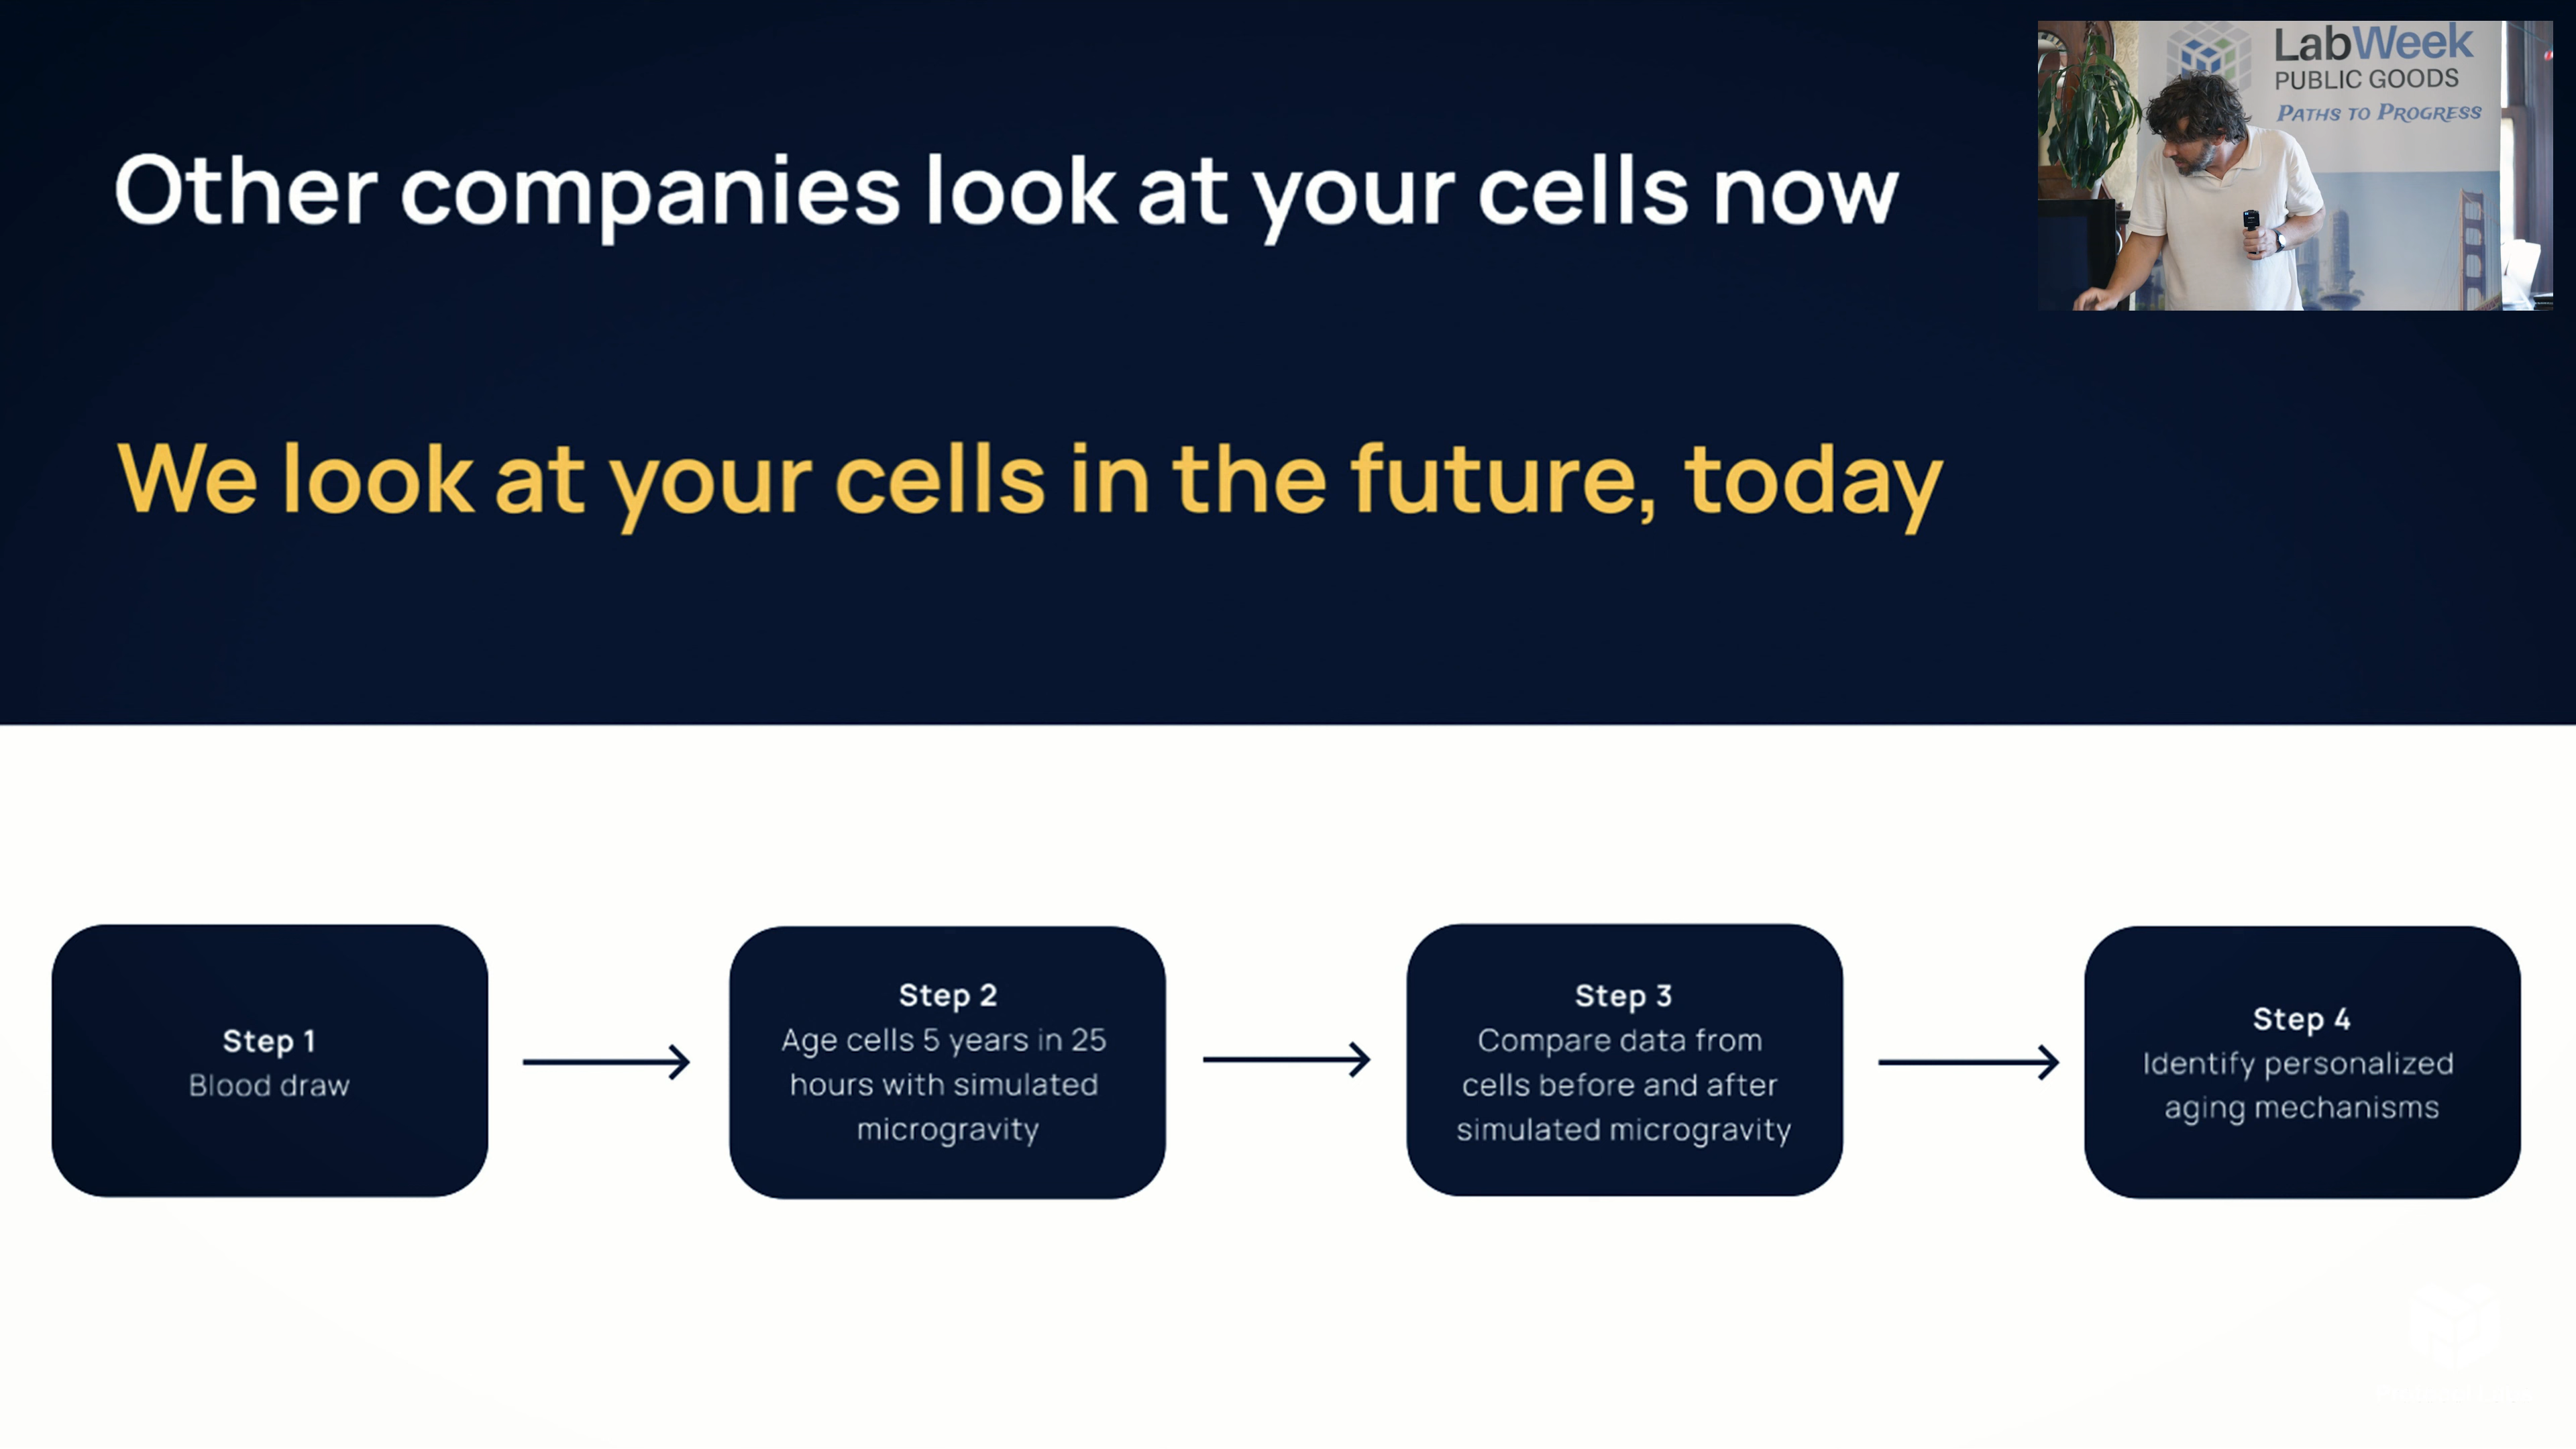 Other companies look at your cells now
LabWeek
PUBLIC GOODS
PATHS TO PROGRESS
We look at your cells in the future, today
Step 1
Blood draw
Step 2
Age cells 5 years in 25
hours with simulated
microgravity
Step 3
Compare data from
cells before and after
simulated microgravity
Step 4
Identify personalized
aging mechanisms